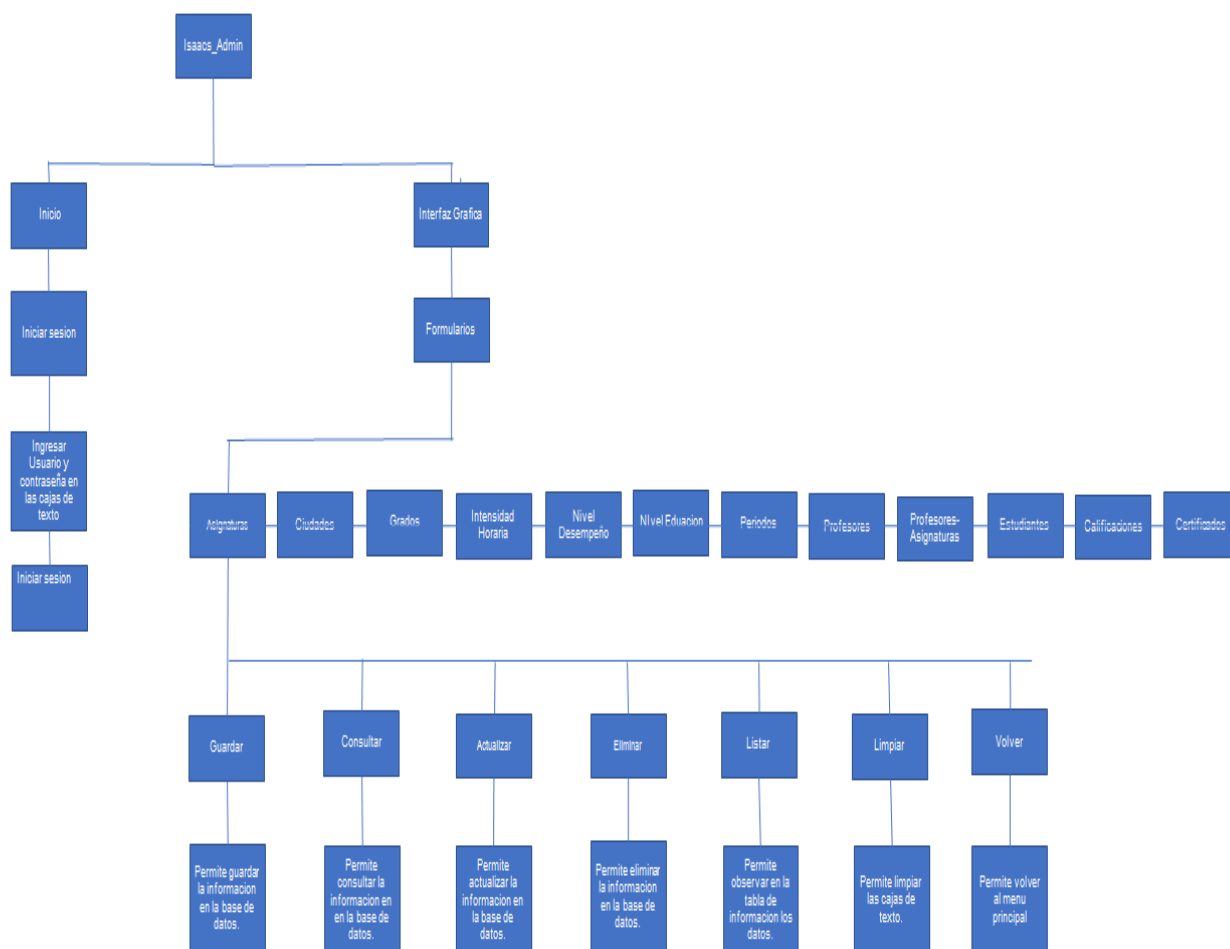 Isaacs_Admin
Inicio
Interfaz Grafica
Iniciar sesion
Formularios
Ingresar
Usuario y
contraseña en
las cajas de
texto
Iniciar sesion
Asignaturas
Ciudades
Grados
Intensidad
Horaria
Nivel
Desempeño
NIvel Eduacion
Periodos
Profesores
Profesores-
Asignaturas
Estudiantes
Calificaciones
Certificados
Guardar
Consultar
Actualizar
Eliminar
Listar
Limpiar
Volver
Permite guardar
la informacion
en la base de
datos.
Permite
consultar la
informacion en
en la base de
datos.
Permite
actualizar la
informacion en
la base de
datos.
Permite eliminar
la informacion
en la base de
datos.
Permite
observar en la
tabla de
informacion los
datos.
Permite limpiar
las cajas de
texto.
Permite volver
al menu
principal